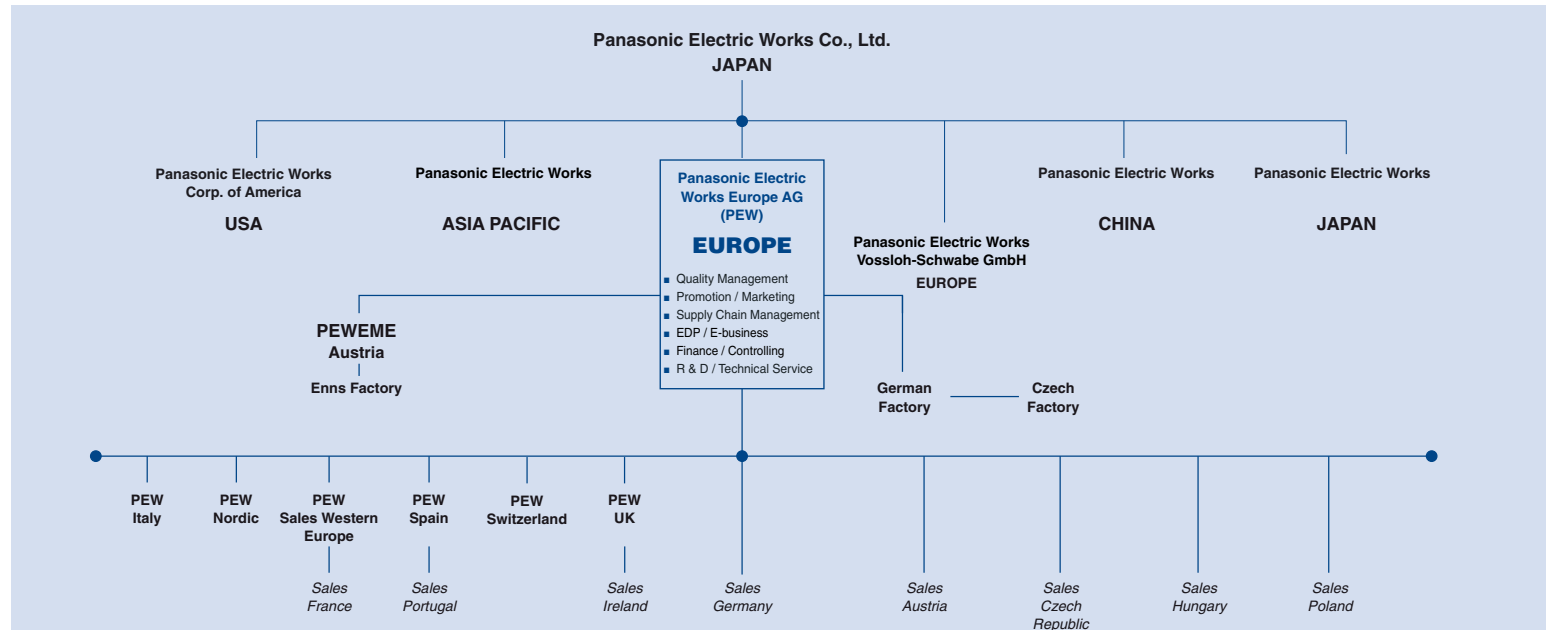 Panasonic Electric Works Co., Ltd.
JAPAN
Panasonic Electric Works
Corp. of America
USA
Panasonic Electric Works
ASIA PACIFIC
Panasonic Electric
Works Europe AG
(PEW)
EUROPE
Quality Management
Promotion / Marketing
Supply Chain Management
EDP / E-business
Finance / Controlling
R & D / Technical Service
Panasonic Electric Works
Vossloh-Schwabe GmbH
EUROPE
Panasonic Electric Works
CHINA
Panasonic Electric Works
JAPAN
PEWEME
Austria
Enns Factory
German
Factory
Czech
Factory
PEW
Italy
PEW
Nordic
PEW
Sales Western
Europe
PEW
Spain
PEW
Switzerland
PEW
UK
Sales
France
Sales
Portugal
Sales
Ireland
Sales
Germany
Sales
Austria
Sales
Czech
Republic
Sales
Hungary
Sales
Poland